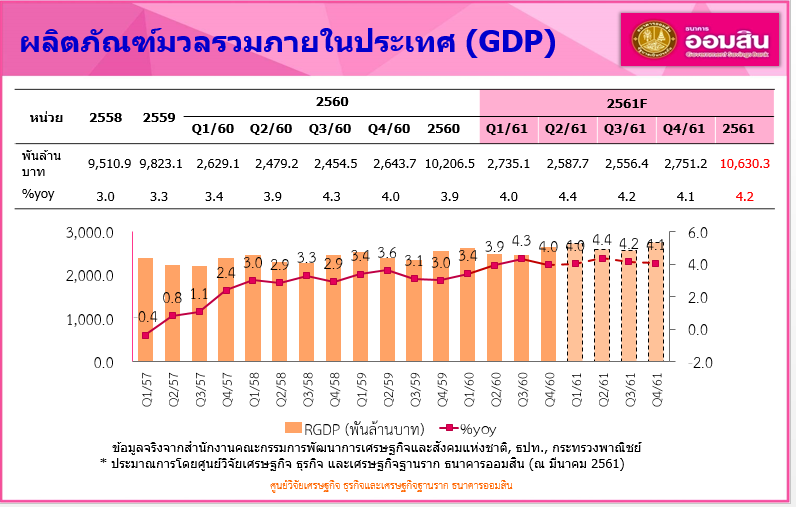 ผลิตภัณฑ์มวลรวมภายในประเทศ (GDP)
ธนาคาร
ออมสิน
Government Savings Bank
หน่วย 2558 2559 2560 2561F
Q1/60 Q2/60 Q3/60 Q4/60 2560 Q1/61 Q2/61 Q3/61 Q4/61 2561
พันล้าน
บาท 9,510.9 9,823.1 2,629.1 2,479.2 2,454.5 2,643.7 10,206.5 2,735.1 2,587.7 2,556.4 2,751.2 10,630.3
%yoy 3.0 3.3 3.4 3.9 4.3 4.0 3.9 4.0 4.4 4.2 4.1 4.2
3,000.0
2,000.0
1,000.0
0.0
-0.4 0.8 1.1 2.4 3.0 2.9 3.3 2.9 3.4 3.6 3.1 3.0 3.4 3.9 4.3 4.0 4.0 4.4 4.2 4.1
6.0
4.0
2.0
0.0
-2.0
Q1/57 Q2/57 Q3/57 Q4/57 Q1/58 Q2/58 Q3/58 Q4/58 Q1/59 Q2/59 Q3/59 Q4/59 Q1/60 Q2/60 Q3/60 Q4/60 Q1/61 Q2/61 Q3/61 Q4/61
RGDP (พันล้านบาท) %yoy
ข้อมูลจริงจากสำนักงานคณะกรรมการพัฒนาการเศรษฐกิจและสังคมแห่งชาติ, ธปท., กระทรวงพาณิชย์
* ประมาณการโดยศูนย์วิจัยเศรษฐกิจ ธุรกิจ และเศรษฐกิจฐานราก ธนาคารออมสิน (ณ มีนาคม 2561)
ศูนย์วิจัยเศรษฐกิจ ธุรกิจและเศรษฐกิจฐานราก ธนาคารออมสิน